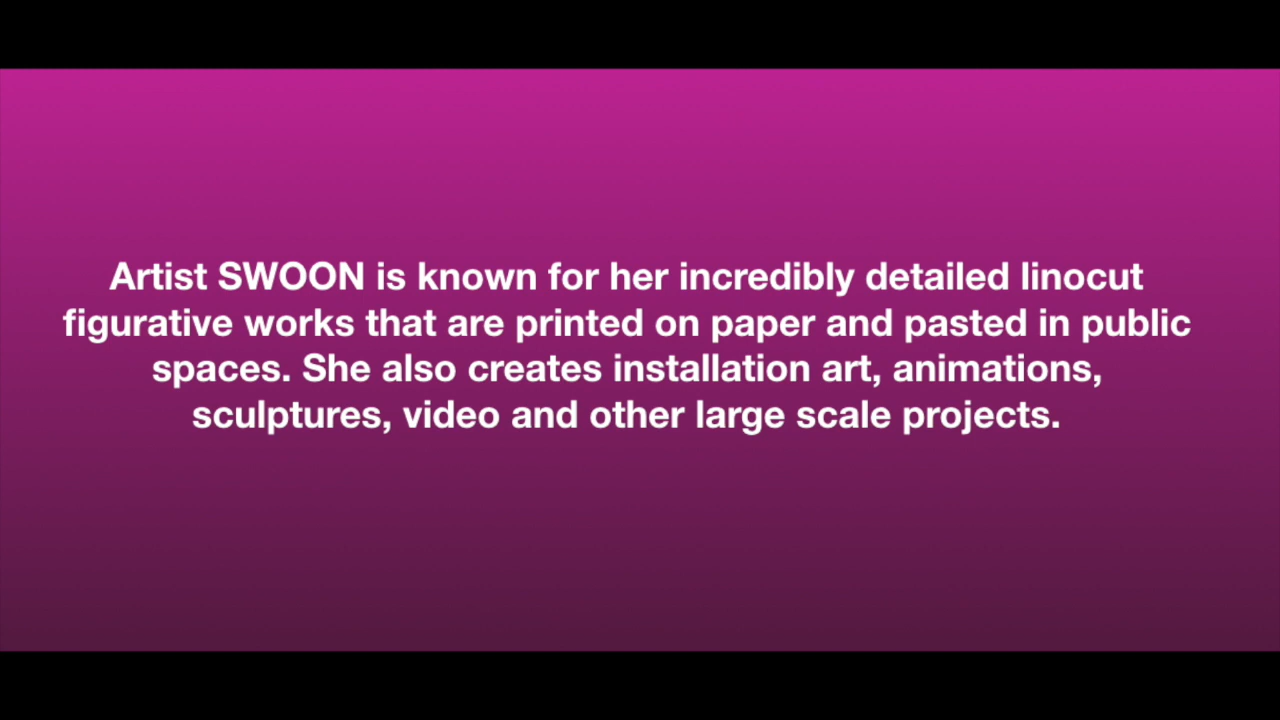 Artist SWOON is known for her incredibly detailed linocut
figurative works that are printed on paper and pasted in public
spaces. She also creates installation art, animations,
sculptures, video and other large scale projects.